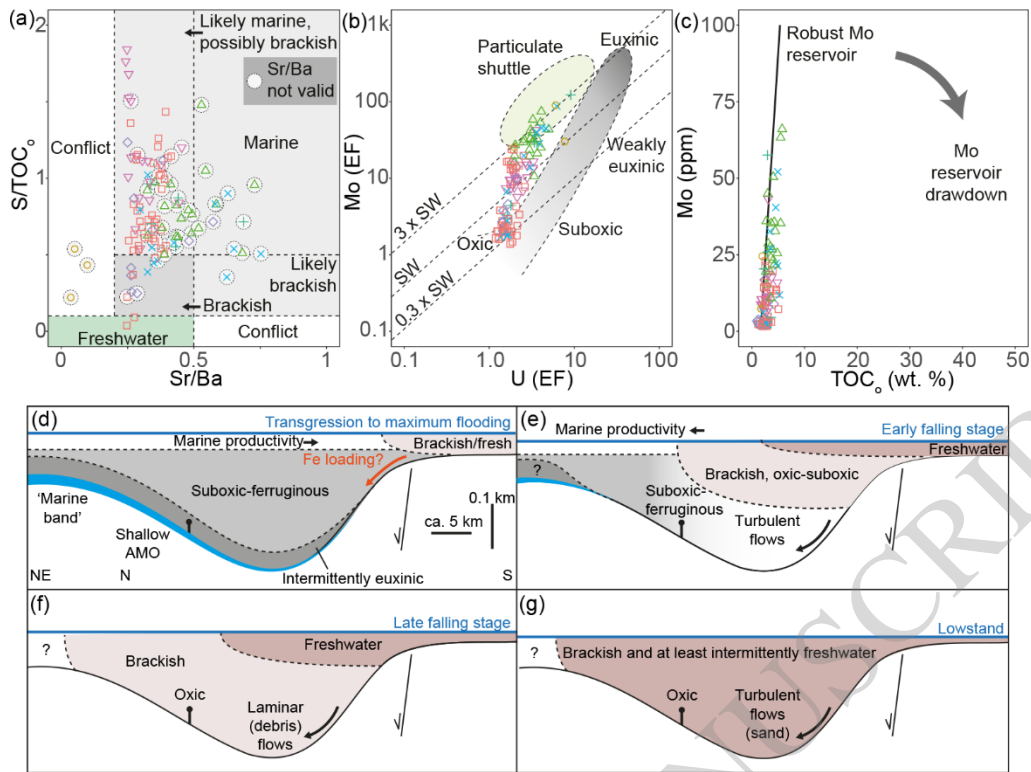 (a)
2
Likely marine,
possibly brackish
Sr/Ba
not valid
Conflict
Marine
1
S/TOCₒ
Likely
brackish
Brackish
0
Freshwater
Conflict
0
0.5
1
Sr/Ba
(b)
Particulate
shuttle
Euxinic
100
Mo (EF)
10
Weakly
euxinic
3 x SW
SW
Oxic
Suboxic
1
0.3 x SW
0.1
0.1
1.0
10
100
U (EF)
(c)
100
Robust Mo
reservoir
75
Mo
reservoir
drawdown
Mo (ppm)
50
25
0
0
10
20
30
40
50
TOCₒ (wt. %)
(d)
Transgression to maximum flooding
Marine productivity
Brackish/fresh
Fe loading?
Suboxic-ferruginous
'Marine
band'
Shallow
AMO
0.1 km
ca. 5 km
Intermittently euxinic
NE
N
S
(e)
Marine productivity
Early falling stage
Freshwater
Brackish, oxic-suboxic
?
Suboxic-
ferruginous
Turbulent
flows
(f)
Late falling stage
Freshwater
?
Brackish
Oxic
Laminar
(debris)
flows
(g)
Lowstand
?
Brackish and at least intermittently freshwater
Oxic
Turbulent
flows
(sand)